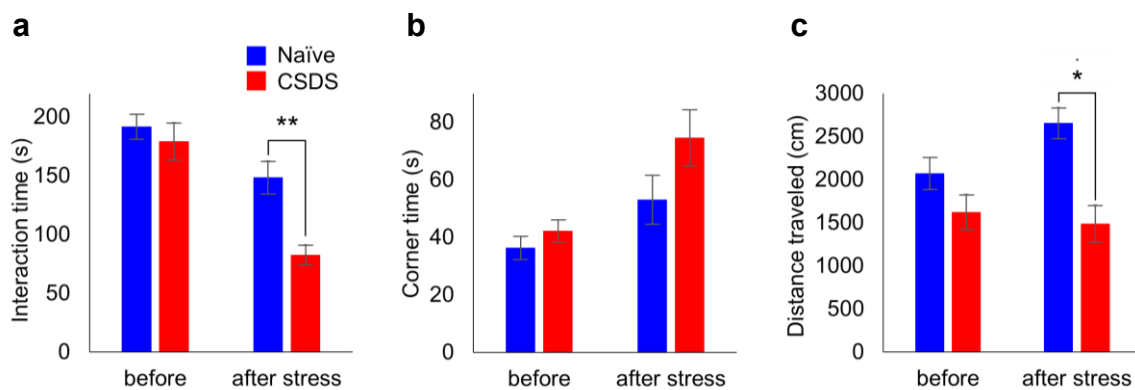 a
Naïve
CSDS
Interaction time (s)
200
150
100
50
0
**
before
after stress
b
Corner time (s)
80
60
40
20
0
before
after stress
c
Distance traveled (cm)
3000
2500
2000
1500
1000
500
0
*
before
after stress